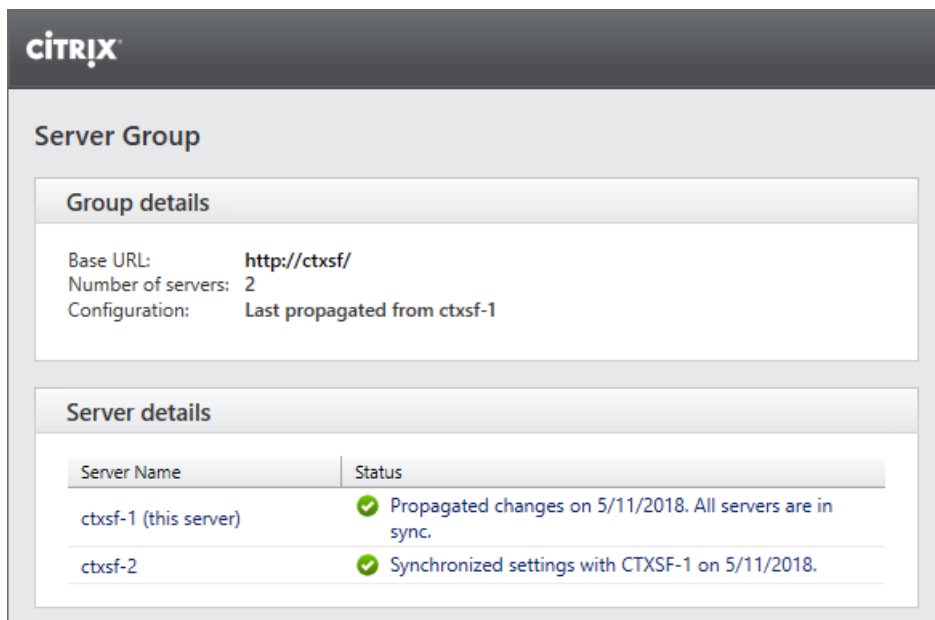 CİTRIX
Server Group
Group details
Base URL: http://ctxsf/
Number of servers: 2
Configuration: Last propagated from ctxsf-1
Server details
Server Name Status
ctxsf-1 (this server) Propagated changes on 5/11/2018. All servers are in
sync.
ctxsf-2 Synchronized settings with CTXSF-1 on 5/11/2018.